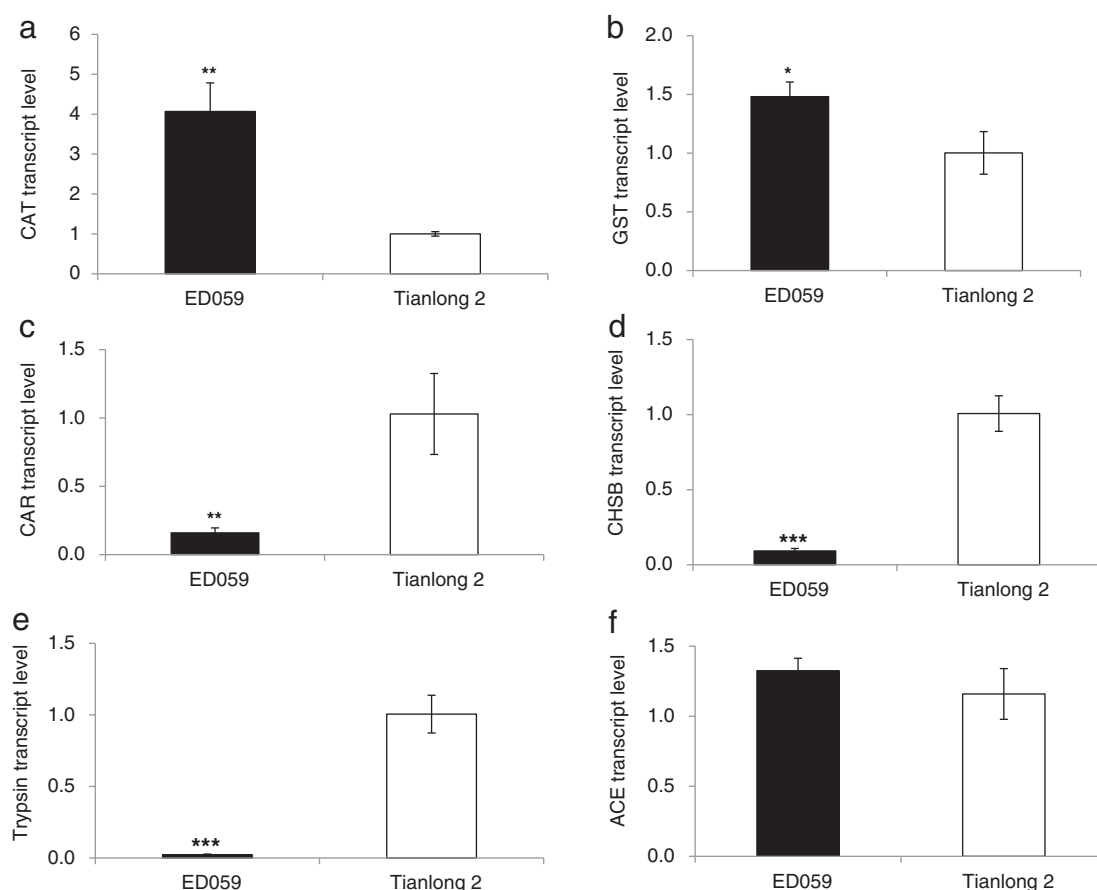 a
CAT transcript level
6
5
4
3
2
1
0
**
ED059
Tianlong 2
b
GST transcript level
2.0
1.5
1.0
0.5
0.0
*
ED059
Tianlong 2
c
CAR transcript level
1.5
1.0
0.5
0.0
**
ED059
Tianlong 2
d
CHSB transcript level
1.5
1.0
0.5
0.0
***
ED059
Tianlong 2
e
Trypsin transcript level
1.5
1.0
0.5
0.0
***
ED059
Tianlong 2
f
ACE transcript level
1.5
1.0
0.5
0.0
ED059
Tianlong 2